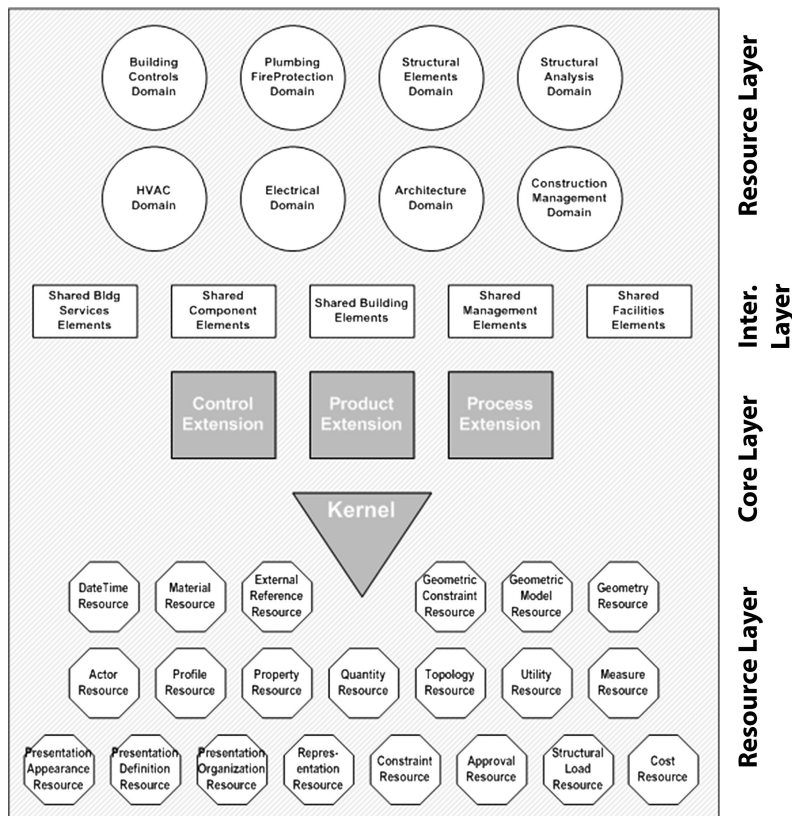 Building
Controls
Domain
Plumbing
FireProtection
Domain
Structural
Elements
Domain
Structural
Analysis
Domain
HVAC
Domain
Electrical
Domain
Architecture
Domain
Construction
Management
Domain
Resource Layer
Shared Bldg
Services
Elements
Shared
Component
Elements
Shared Building
Elements
Shared
Management
Elements
Shared
Facilities
Elements
Inter.
Layer
Control
Extension
Product
Extension
Process
Extension
Kernel
Core Layer
DateTime
Resource
Material
Resource
External
Reference
Resource
Geometric
Constraint
Resource
Geometric
Model
Resource
Geometry
Resource
Actor
Resource
Profile
Resource
Property
Resource
Quantity
Resource
Topology
Resource
Utility
Resource
Measure
Resource
Presentation
Appearance
Resource
Presentation
Definition
Resource
Presentation
Organization
Resource
Repres-
entation
Resource
Constraint
Resource
Approval
Resource
Structural
Load
Resource
Cost
Resource
Resource Layer